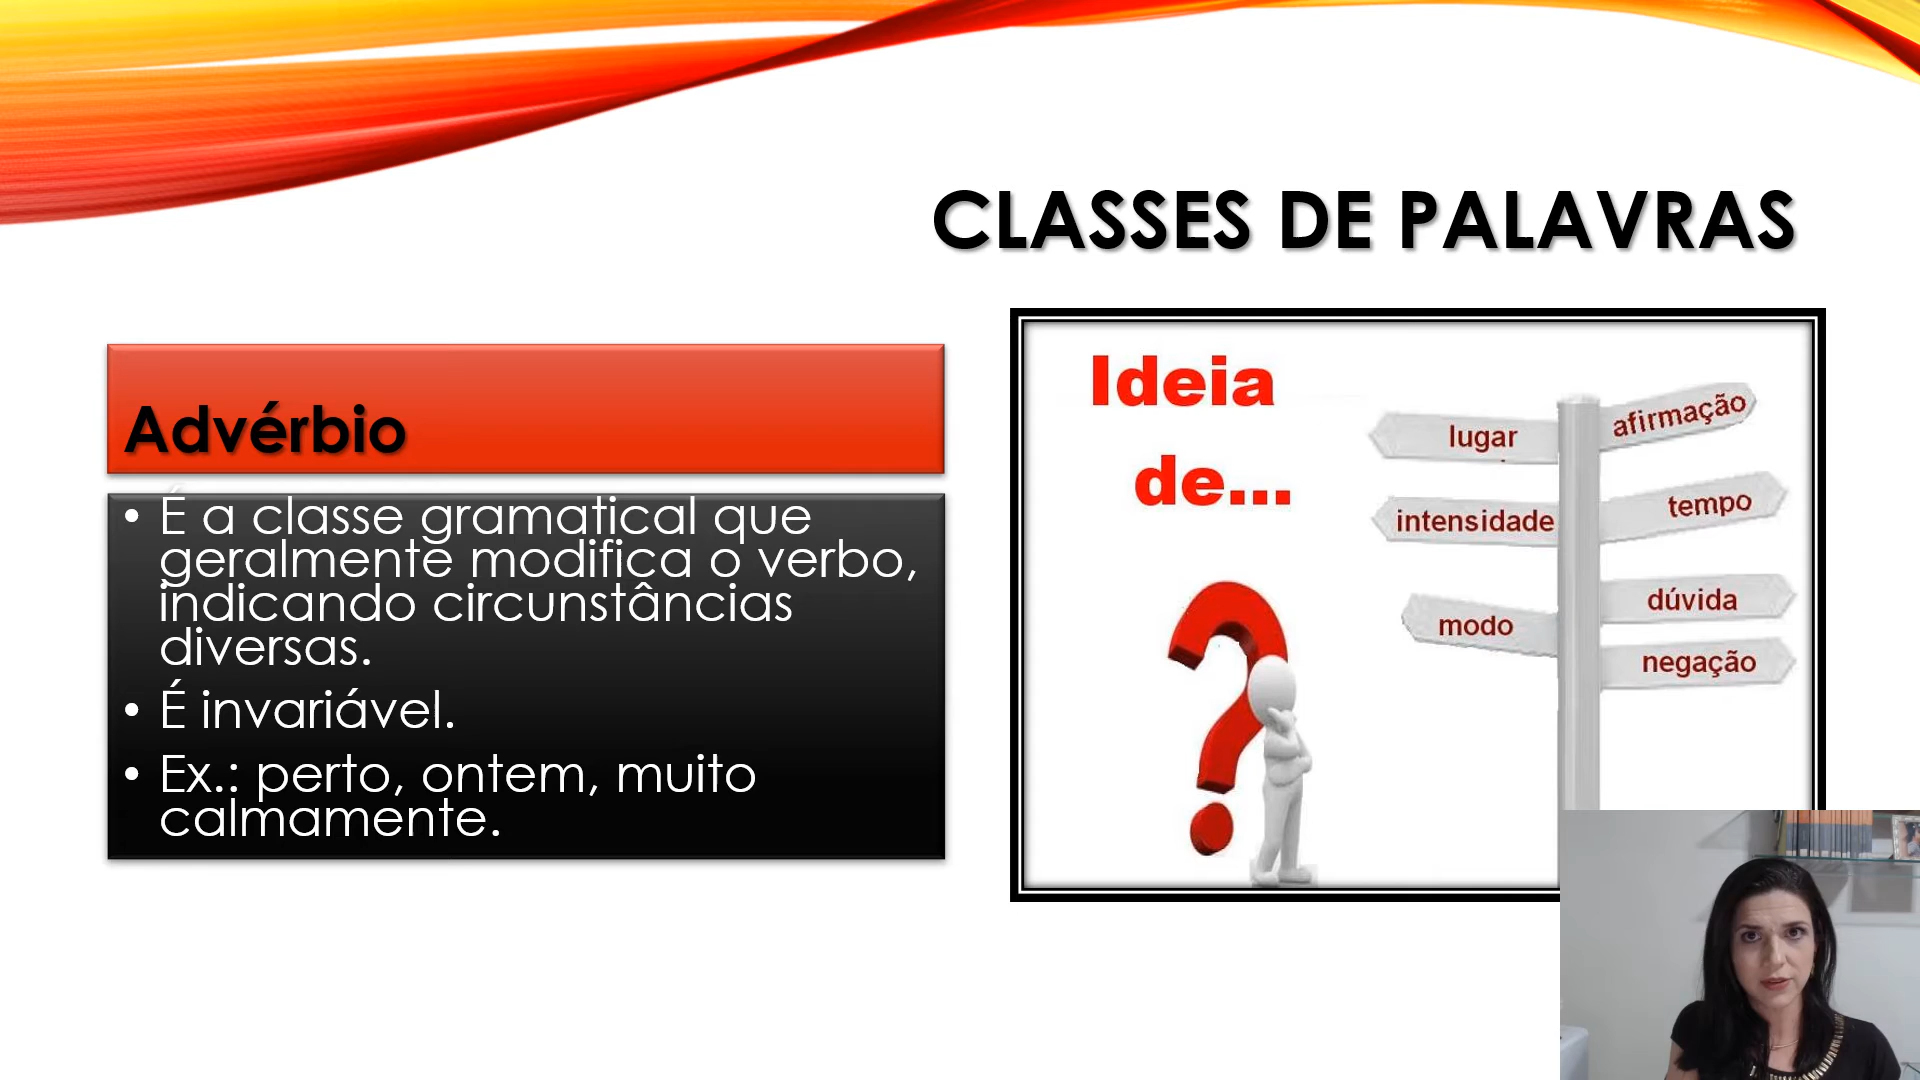 CLASSES DE PALAVRAS
Advérbio
• É a classe gramatical que
geralmente modifica o verbo,
indicando circunstâncias
diversas.
• É invariável.
• Ex.: perto, ontem, muito
calmamente.
Ideia
de...
lugar
afirmação
intensidade
tempo
modo
dúvida
negação